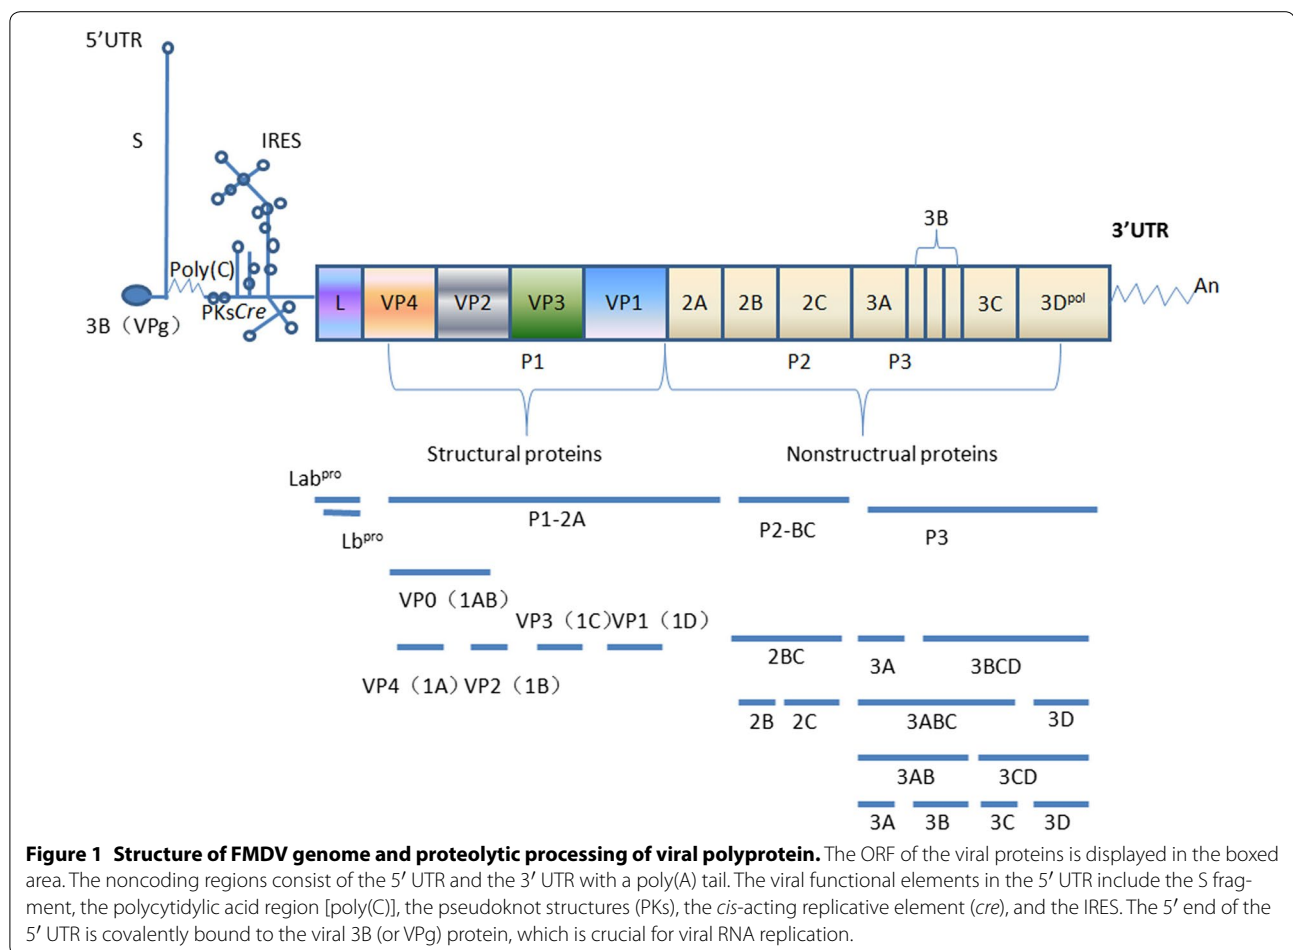 5'UTR
S
IRES
Poly(C)
PKsCre
3B（VPg）
3B
3'UTR
An
L VP4 VP2 VP3 VP1 2A 2B 2C 3A 3C 3Dpol
P1 P2 P3
Structural proteins Nonstructrual proteins
Labpro
P1-2A P2-BC P3
Lbpro
VP0（1AB）
VP3（1C）VP1（1D）
2BC 3A 3BCD
VP4（1A）VP2（1B）
2B 2C 3ABC 3D
3AB 3CD
3A 3B 3C 3D
Figure 1 Structure of FMDV genome and proteolytic processing of viral polyprotein. The ORF of the viral proteins is displayed in the boxed
area. The noncoding regions consist of the 5′ UTR and the 3′ UTR with a poly(A) tail. The viral functional elements in the 5′ UTR include the S frag-
ment, the polycytidylic acid region [poly(C)], the pseudoknot structures (PKs), the cis-acting replicative element (cre), and the IRES. The 5′ end of the
5′ UTR is covalently bound to the viral 3B (or VPg) protein, which is crucial for viral RNA replication.